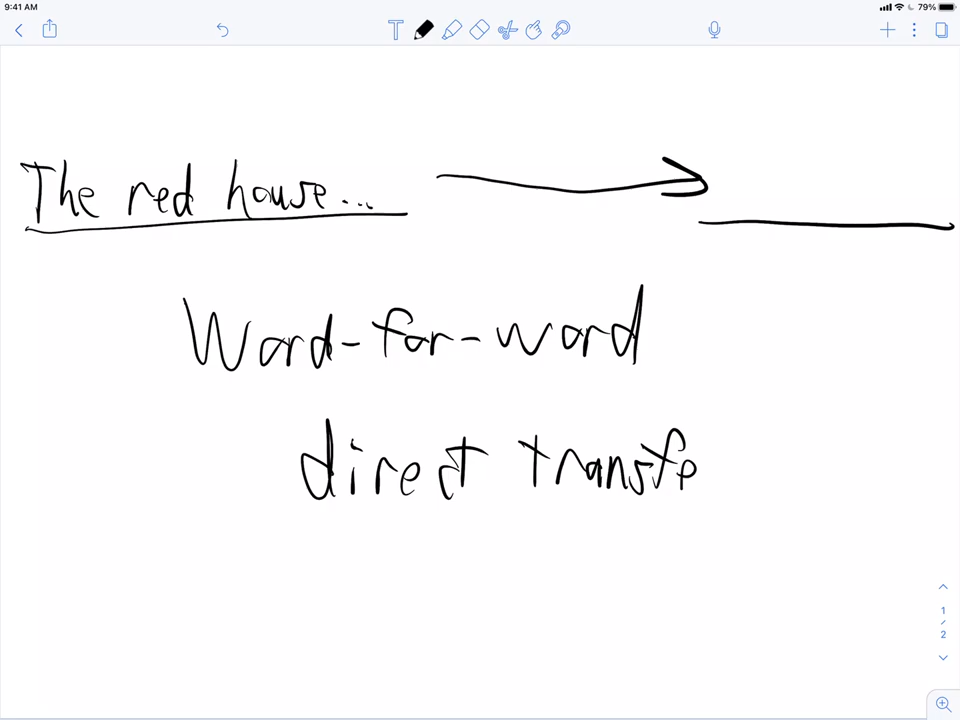 9:41 AM
79%
T
The red house...
Word-for-word
direct transfe
1
/
2